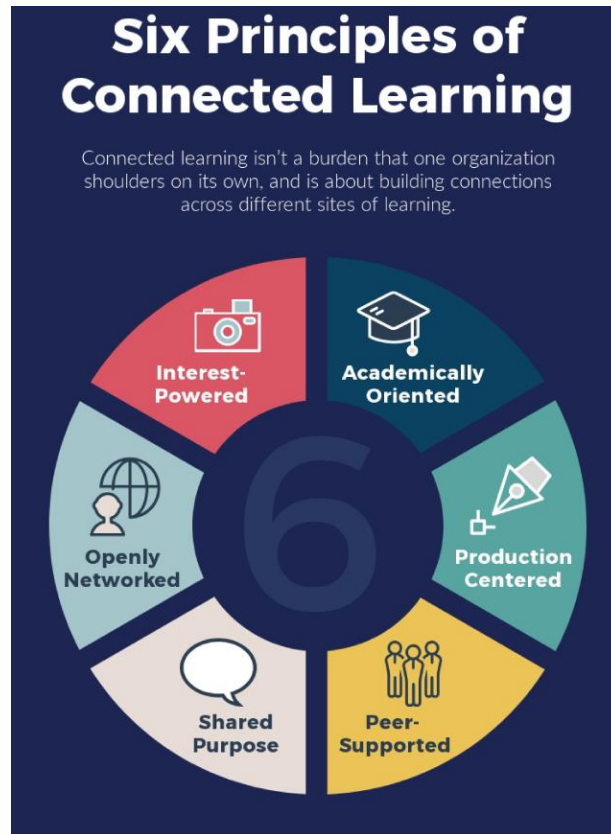 Six Principles of
Connected Learning
Connected learning isn't a burden that one organization
shoulders on its own, and is about building connections
across different sites of learning.
Interest-
Powered
Academically
Oriented
Openly
Networked
6
Production
Centered
Shared
Purpose
Peer-
Supported